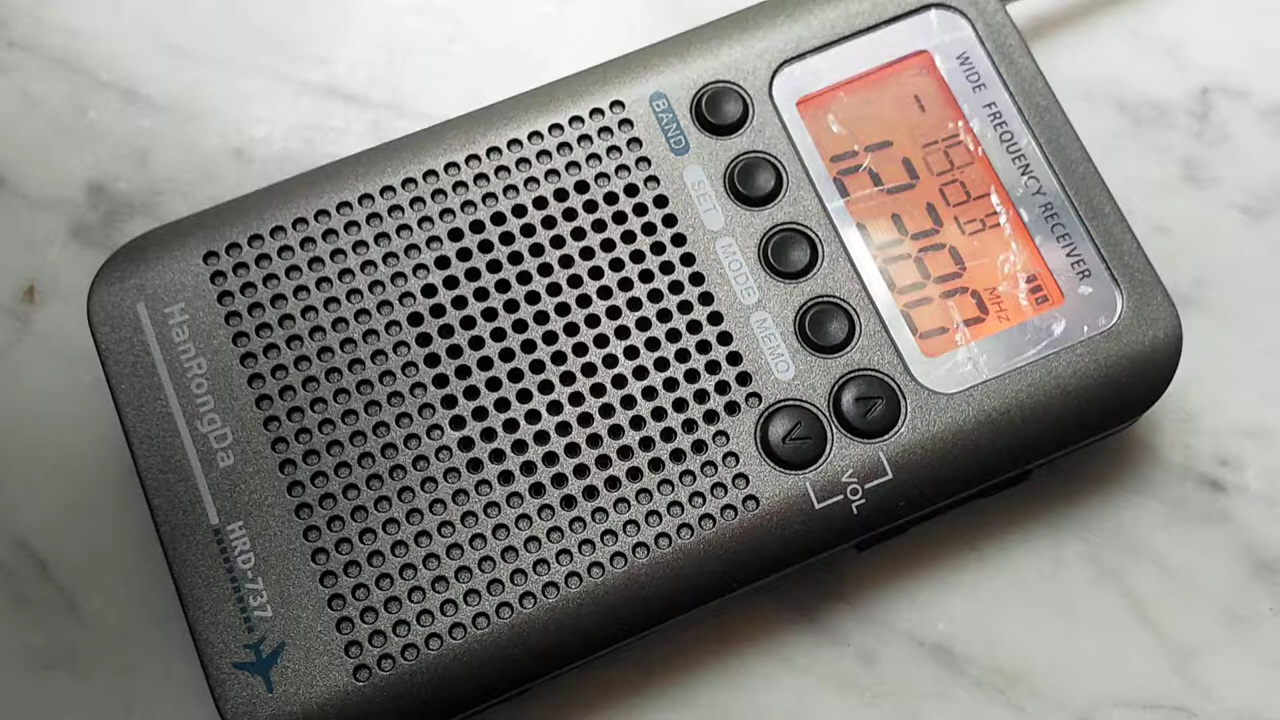 WIDE FREQUENCY RECEIVER
MHZ
BAND
SET
MODE
MEMO
VOL
HanRongDa
HRD-737